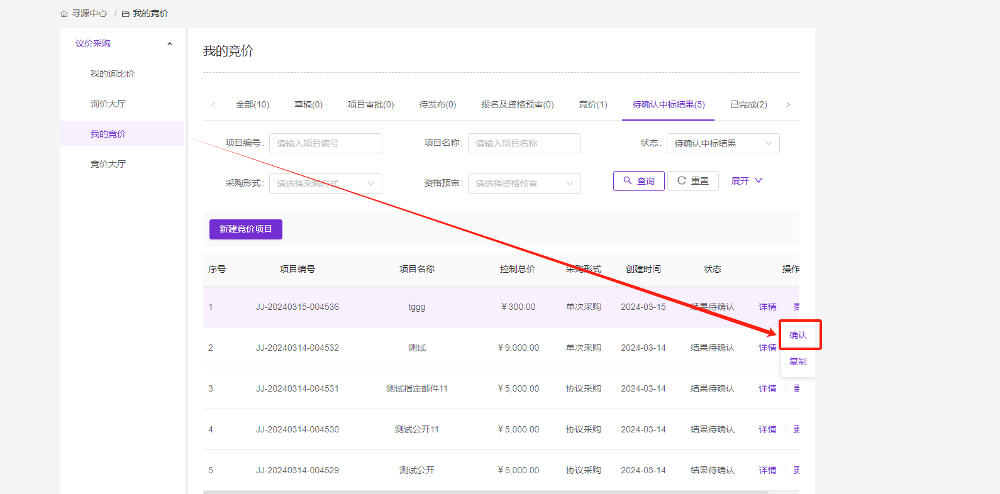 寻源中心 / 我的竞价
议价采购
我的询比价
询价大厅
我的竞价
竞价大厅
我的竞价
全部(10) 草稿(0) 项目审批(0) 待发布(0) 报名及资格预审(0) 竞价(1) 待确认中标结果(5) 已完成(2)
项目编号: 请输入项目编号 项目名称: 请输入项目名称 状态: 待确认中标结果
采购形式: 请选择采购形式 资格预审: 请选择资格预审 查询 重置 展开
新建竞价项目
序号 项目编号 项目名称 控制总价 采购形式 创建时间 状态 操作
1 JJ-20240315-004536 tggg ¥300.00 单次采购 2024-03-15 结果待确认 详情 更
确认
2 JJ-20240314-004532 测试 ¥9,000.00 单次采购 2024-03-14 结果待确认 详情
复制
3 JJ-20240314-004531 测试指定邮件11 ¥5,000.00 协议采购 2024-03-14 结果待确认 详情 更
4 JJ-20240314-004530 测试公开11 ¥5,000.00 协议采购 2024-03-14 结果待确认 详情 更
5 JJ-20240314-004529 测试公开 ¥5,000.00 协议采购 2024-03-14 结果待确认 详情 更